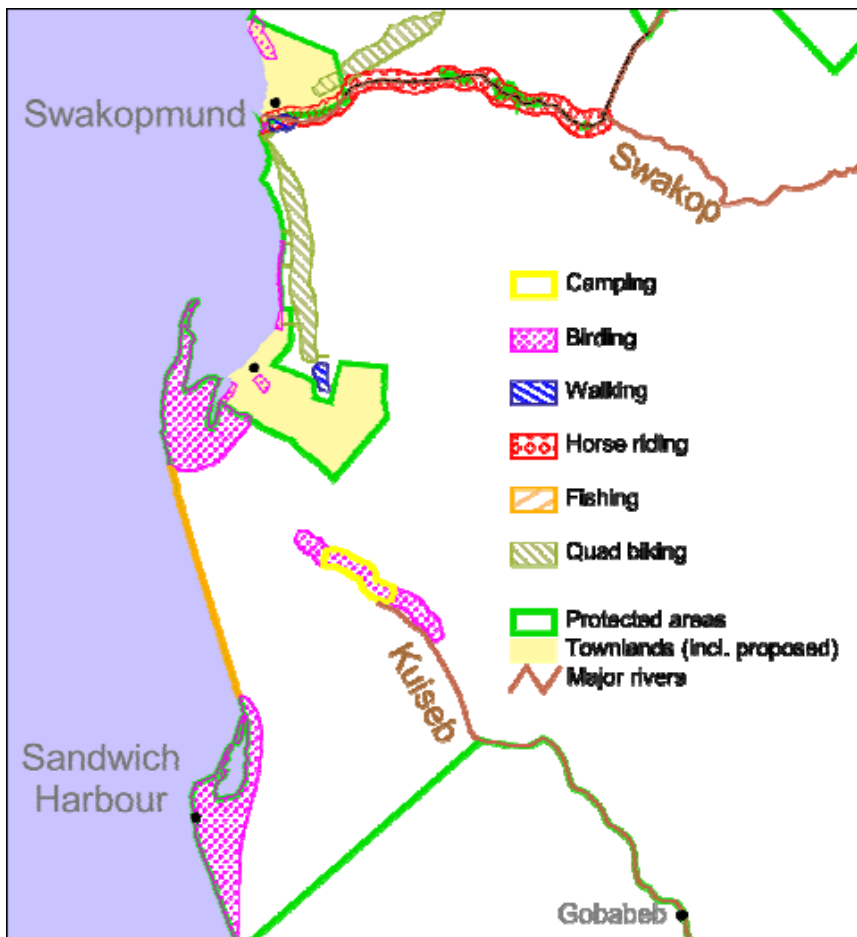 Swakopmund
Swakop
Camping
Birding
Walking
Horse riding
Fishing
Quad biking
Protected areas
Townlands (incl. proposed)
Major rivers
Kuiseb
Sandwich
Harbour
Gobabeb